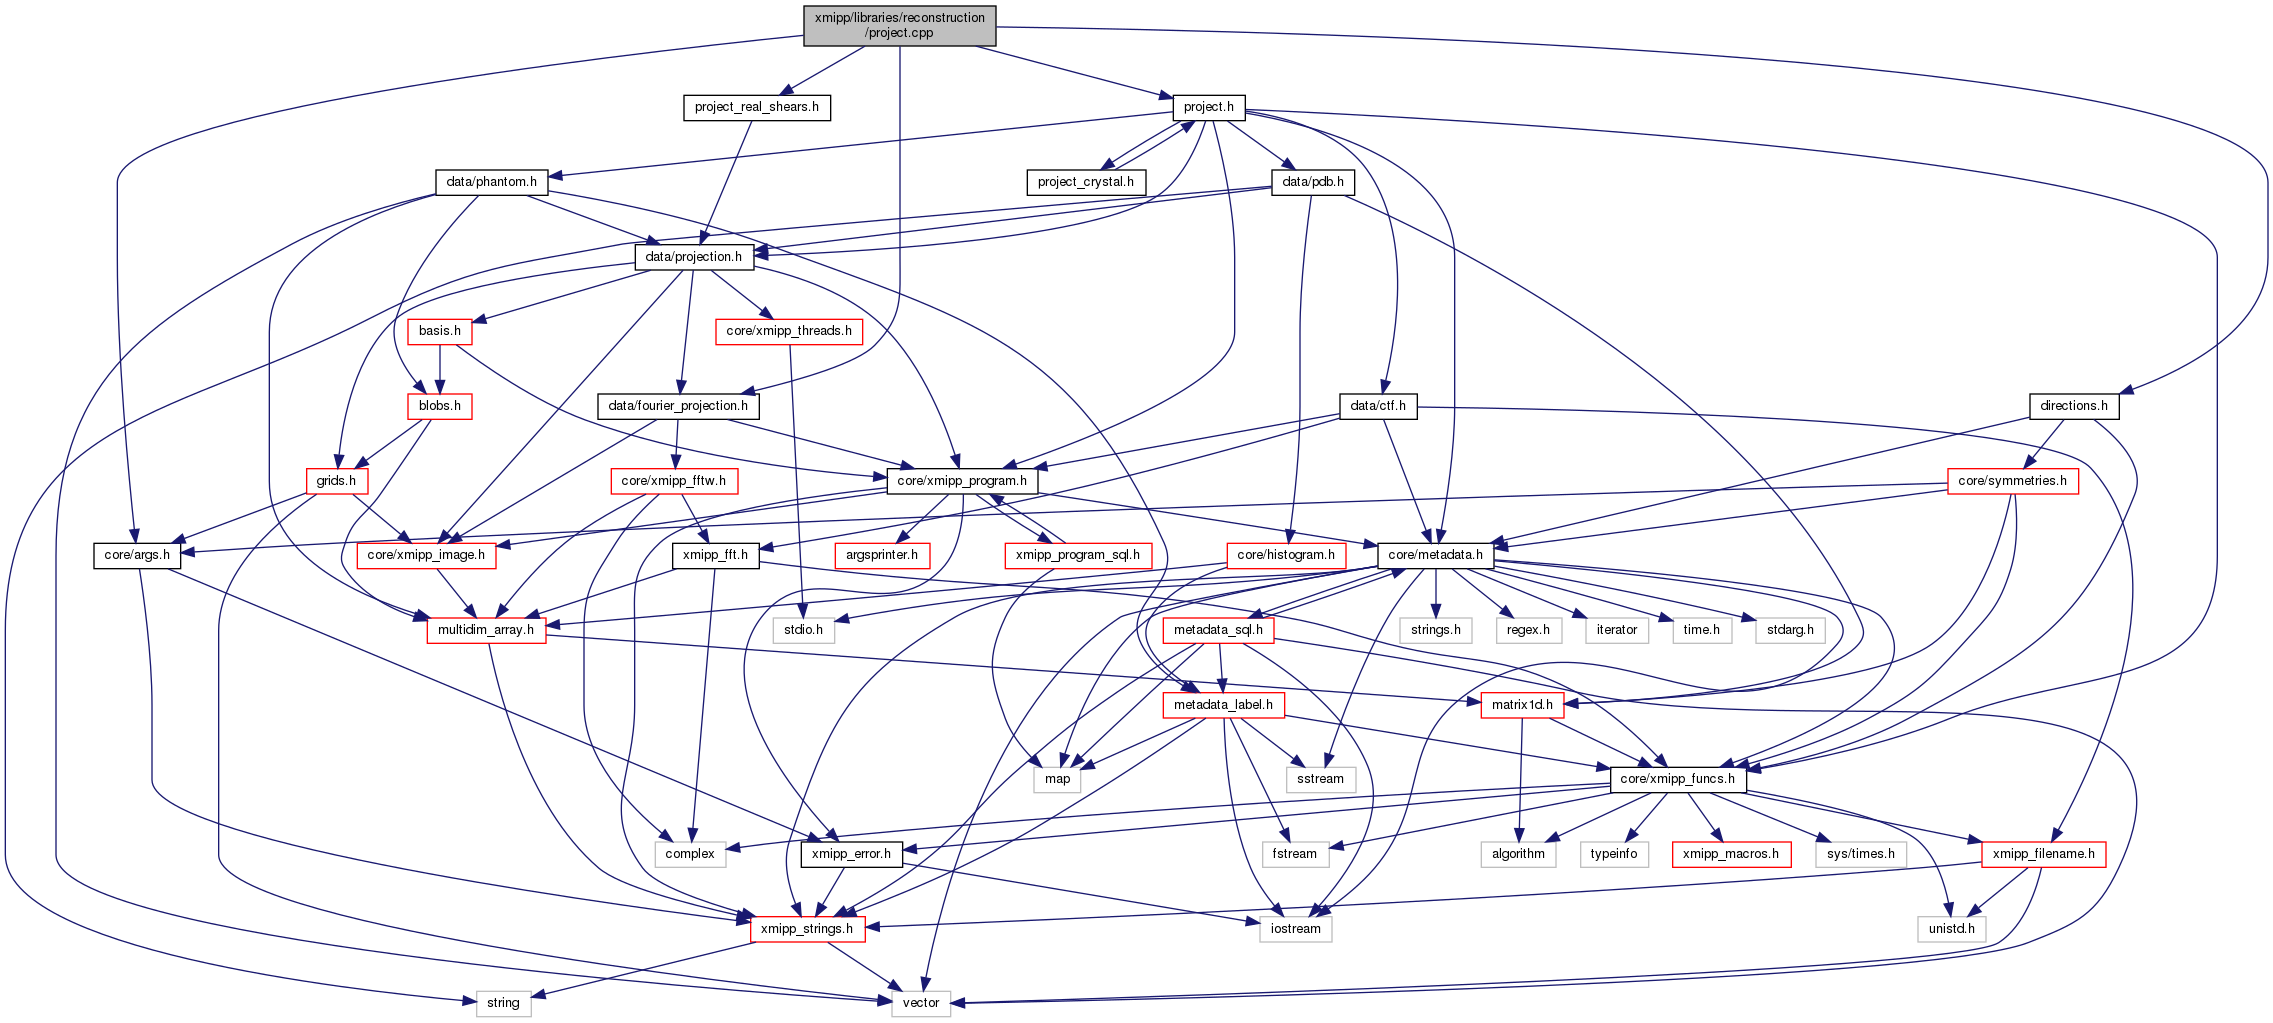 xmipp/libraries/reconstruction
/project.cpp
project_real_shears.h
project.h
data/phantom.h
project_crystal.h
data/pdb.h
data/projection.h
basis.h
core/xmipp_threads.h
blobs.h
data/fourier_projection.h
data/ctf.h
directions.h
grids.h
core/xmipp_fftw.h
core/xmipp_program.h
core/symmetries.h
core/args.h
core/xmipp_image.h
xmipp_fft.h
argsprinter.h
xmipp_program_sql.h
core/histogram.h
core/metadata.h
multidim_array.h
stdio.h
metadata_sql.h
strings.h
regex.h
iterator
time.h
stdarg.h
metadata_label.h
matrix1d.h
map
sstream
core/xmipp_funcs.h
complex
xmipp_error.h
fstream
algorithm
typeinfo
xmipp_macros.h
sys/times.h
xmipp_filename.h
xmipp_strings.h
iostream
unistd.h
string
vector